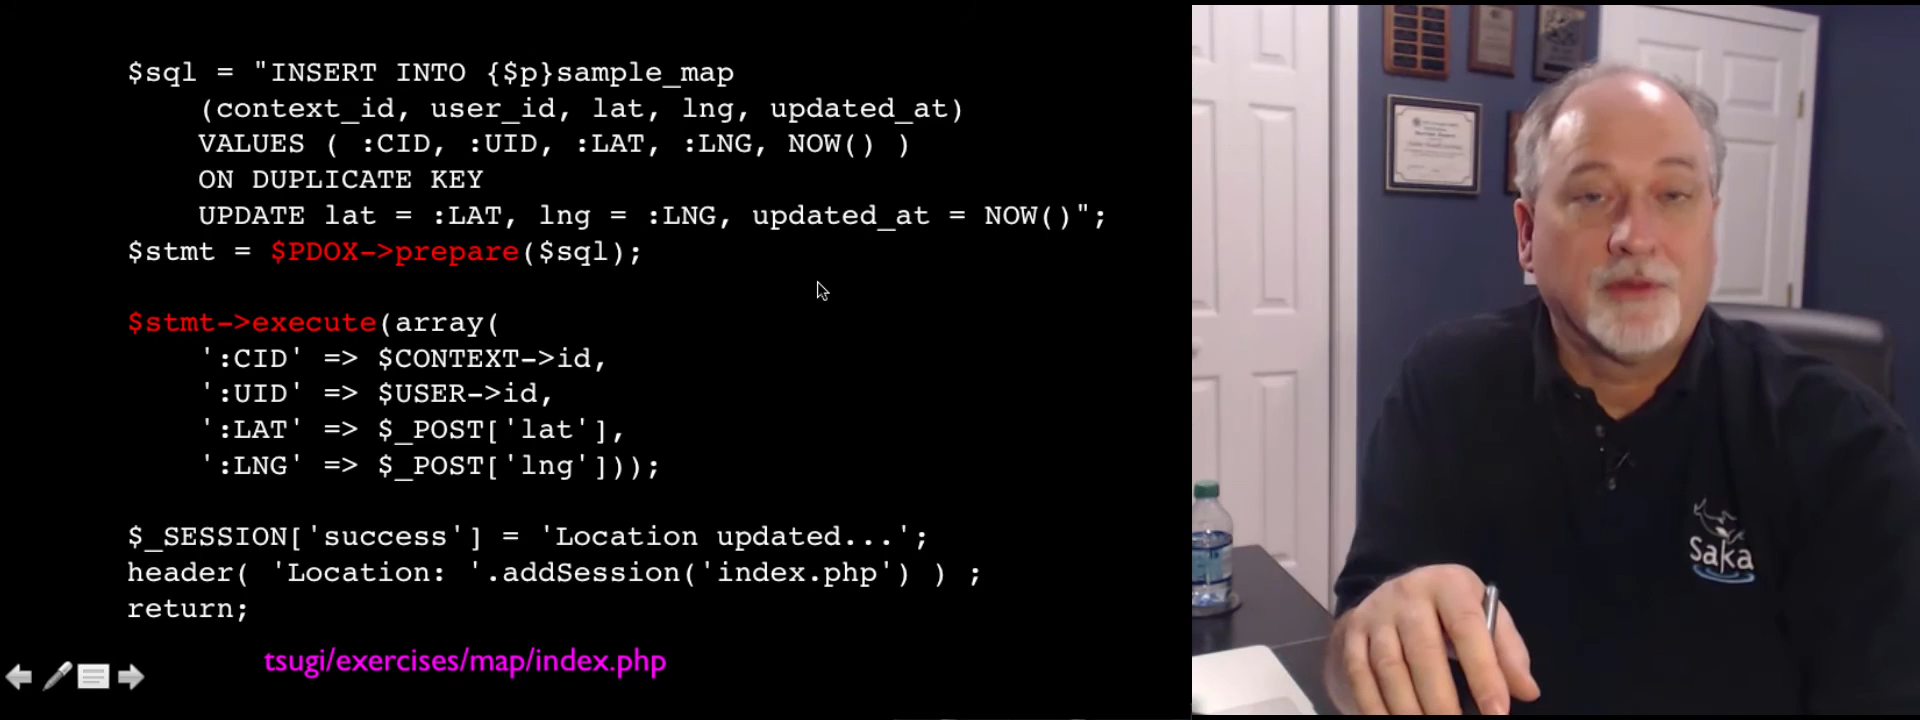 $sql = "INSERT INTO {$p}sample_map
(context_id, user_id, lat, lng, updated_at)
VALUES ( :CID, :UID, :LAT, :LNG, NOW() )
ON DUPLICATE KEY
UPDATE lat = :LAT, lng = :LNG, updated_at = NOW()";
$stmt = $PDOX->prepare($sql);
$stmt->execute(array(
':CID' => $CONTEXT->id,
':UID' => $USER->id,
':LAT' => $_POST['lat'],
':LNG' => $_POST['lng']));
$_SESSION['success'] = 'Location updated...';
header( 'Location: '.addSession('index.php') ) ;
return;
tsugi/exercises/map/index.php
Saka